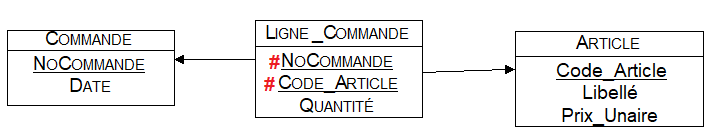 COMMANDE
NOCOMMANDE
DATE
LIGNE_COMMANDE
#NOCOMMANDE
#CODE_ARTICLE
QUANTITÉ
ARTICLE
Code_Article
Libellé
Prix_Unaire